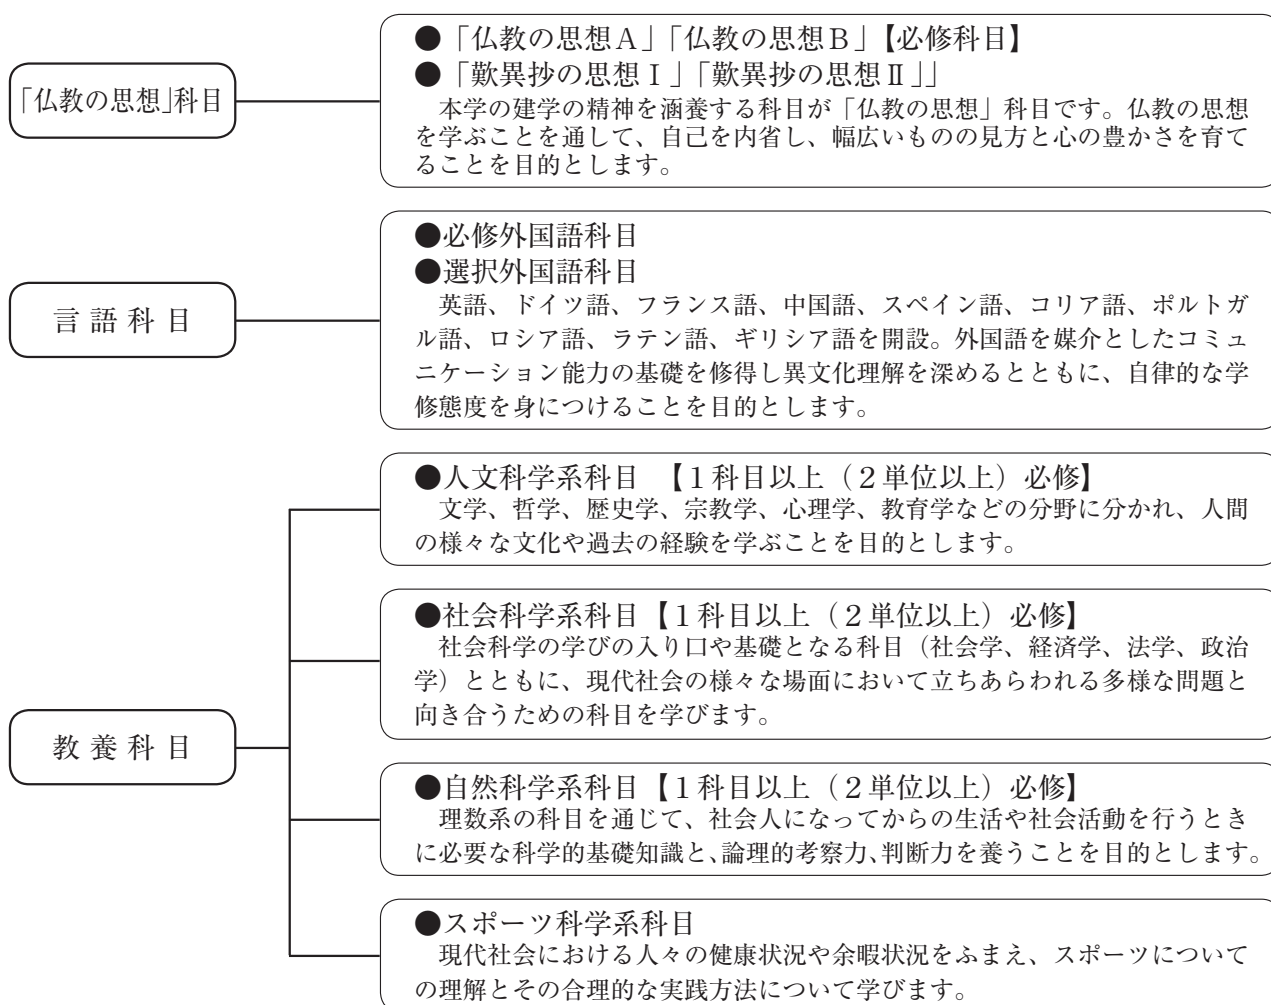 「仏教の思想」科目
●「仏教の思想A」「仏教の思想B」【必修科目】
●「歎異抄の思想Ⅰ」「歎異抄の思想Ⅱ」」
本学の建学の精神を涵養する科目が「仏教の思想」科目です。仏教の思想
を学ぶことを通して、自己を内省し、幅広いものの見方と心の豊かさを育て
ることを目的とします。
言語科目
●必修外国語科目
●選択外国語科目
英語、ドイツ語、フランス語、中国語、スペイン語、コリア語、ポルトガ
ル語、ロシア語、ラテン語、ギリシア語を開設。外国語を媒介としたコミュ
ニケーション能力の基礎を修得し異文化理解を深めるとともに、自律的な学
修態度を身につけることを目的とします。
教養科目
●人文科学系科目 【1科目以上（2単位以上）必修】
文学、哲学、歴史学、宗教学、心理学、教育学などの分野に分かれ、人間
の様々な文化や過去の経験を学ぶことを目的とします。
●社会科学系科目【1科目以上（2単位以上）必修】
社会科学の学びの入り口や基礎となる科目（社会学、経済学、法学、政治
学）とともに、現代社会の様々な場面において立ちあらわれる多様な問題と
向き合うための科目を学びます。
●自然科学系科目【1科目以上（2単位以上）必修】
理数系の科目を通じて、社会人になってからの生活や社会活動を行うとき
に必要な科学的基礎知識と、論理的考察力、判断力を養うことを目的とします。
●スポーツ科学系科目
現代社会における人々の健康状況や余暇状況をふまえ、スポーツについて
の理解とその合理的な実践方法について学びます。